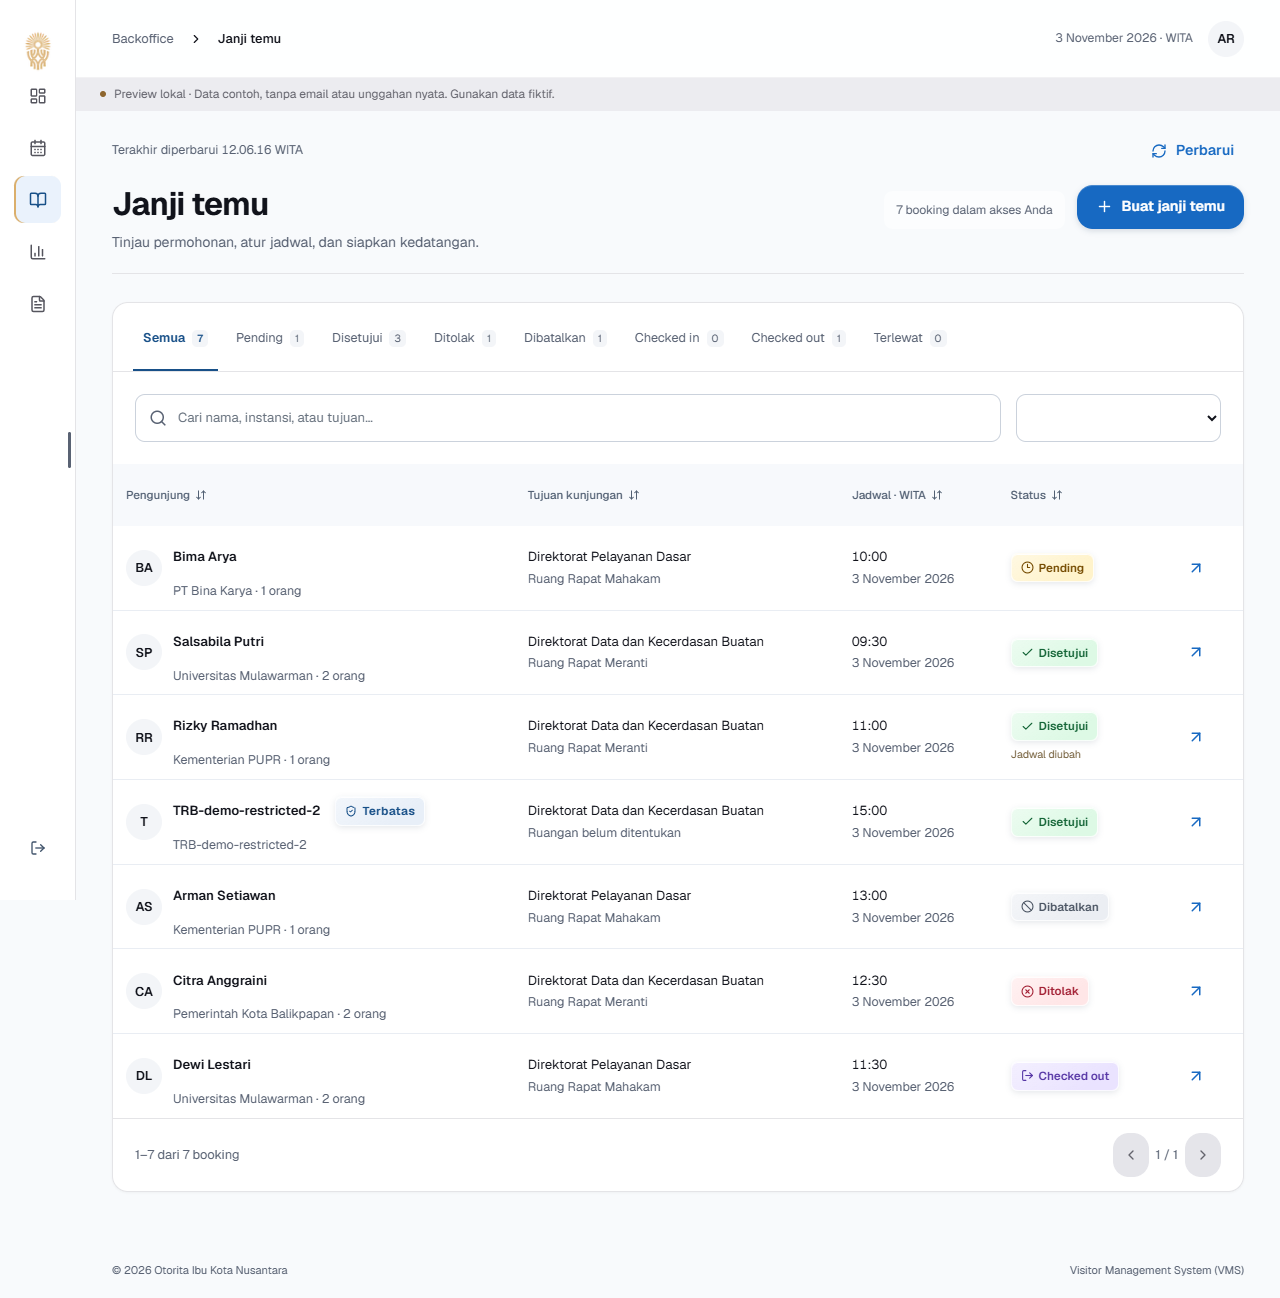 Backoffice
Janji temu
3 November 2026 · WITA
AR
Preview lokal · Data contoh, tanpa email atau unggahan nyata. Gunakan data fiktif.
Terakhir diperbarui 12.06.16 WITA
Perbarui
Janji temu
7 booking dalam akses Anda
Buat janji temu
Tinjau permohonan, atur jadwal, dan siapkan kedatangan.
Semua 7
Pending 1
Disetujui 3
Ditolak 1
Dibatalkan 1
Checked in 0
Checked out 1
Terlewat 0
Cari nama, instansi, atau tujuan...
Pengunjung
Tujuan kunjungan
Jadwal · WITA
Status
BA
Bima Arya
PT Bina Karya · 1 orang
Direktorat Pelayanan Dasar
Ruang Rapat Mahakam
10:00
3 November 2026
Pending
SP
Salsabila Putri
Universitas Mulawarman · 2 orang
Direktorat Data dan Kecerdasan Buatan
Ruang Rapat Meranti
09:30
3 November 2026
Disetujui
RR
Rizky Ramadhan
Kementerian PUPR · 1 orang
Direktorat Data dan Kecerdasan Buatan
Ruang Rapat Meranti
11:00
3 November 2026
Disetujui
Jadwal diubah
T
TRB-demo-restricted-2
Terbatas
TRB-demo-restricted-2
Direktorat Data dan Kecerdasan Buatan
Ruangan belum ditentukan
15:00
3 November 2026
Disetujui
AS
Arman Setiawan
Kementerian PUPR · 1 orang
Direktorat Pelayanan Dasar
Ruang Rapat Mahakam
13:00
3 November 2026
Dibatalkan
CA
Citra Anggraini
Pemerintah Kota Balikpapan · 2 orang
Direktorat Data dan Kecerdasan Buatan
Ruang Rapat Meranti
12:30
3 November 2026
Ditolak
DL
Dewi Lestari
Universitas Mulawarman · 2 orang
Direktorat Pelayanan Dasar
Ruang Rapat Mahakam
11:30
3 November 2026
Checked out
1–7 dari 7 booking
1 / 1
© 2026 Otorita Ibu Kota Nusantara
Visitor Management System (VMS)